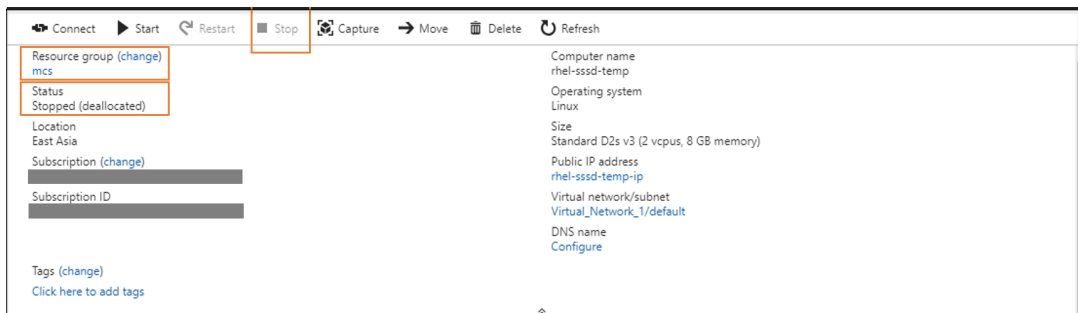 Connect Start Restart Stop Capture Move Delete Refresh
Resource group (change)
mcs
Status
Stopped (deallocated)
Location
East Asia
Subscription (change)
Subscription ID
Tags (change)
Click here to add tags
Computer name
rhel-sssd-temp
Operating system
Linux
Size
Standard D2s v3 (2 vcpus, 8 GB memory)
Public IP address
rhel-sssd-temp-ip
Virtual network/subnet
Virtual_Network_1/default
DNS name
Configure